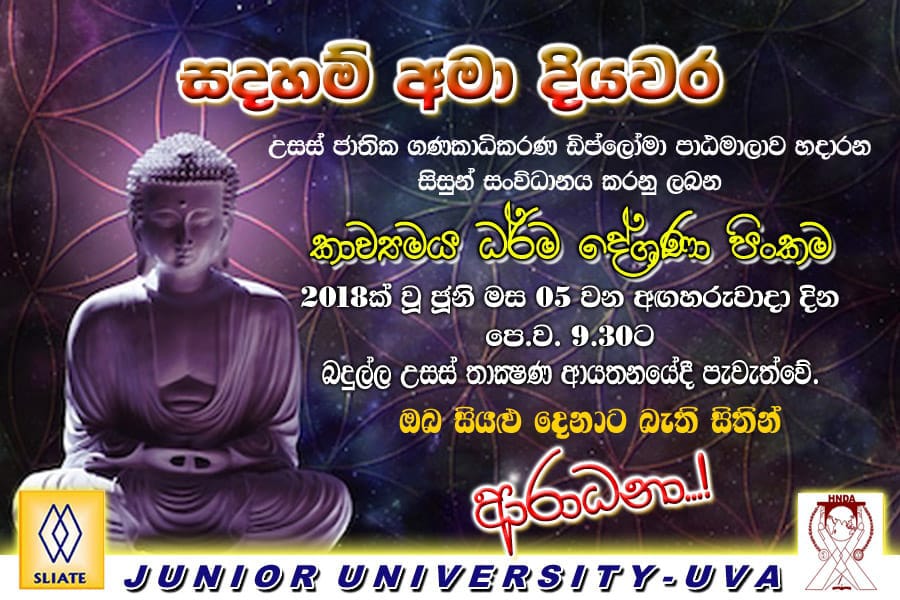 සදහම් අමා දියවර
උසස් ජාතික ගණකාධිකරණ ඩිප්ලෝමා පාඨමාලාව හදාරන
සිසුන් සංවිධානය කරනු ලබන
කාව්‍යමය ධර්ම දේශණා පිංකම
2018ක් වූ ජූනි මස 05 වන අඟහරුවාදා දින
පෙ.ව. 9.30ට
බදුල්ල උසස් තාක්ෂණ ආයතනයේදී පැවැත්වේ.
ඔබ සියළු දෙනාට බැති සිතින්
ආරාධනා...!
HNDA
SLIATE
JUNIOR UNIVERSITY-UVA